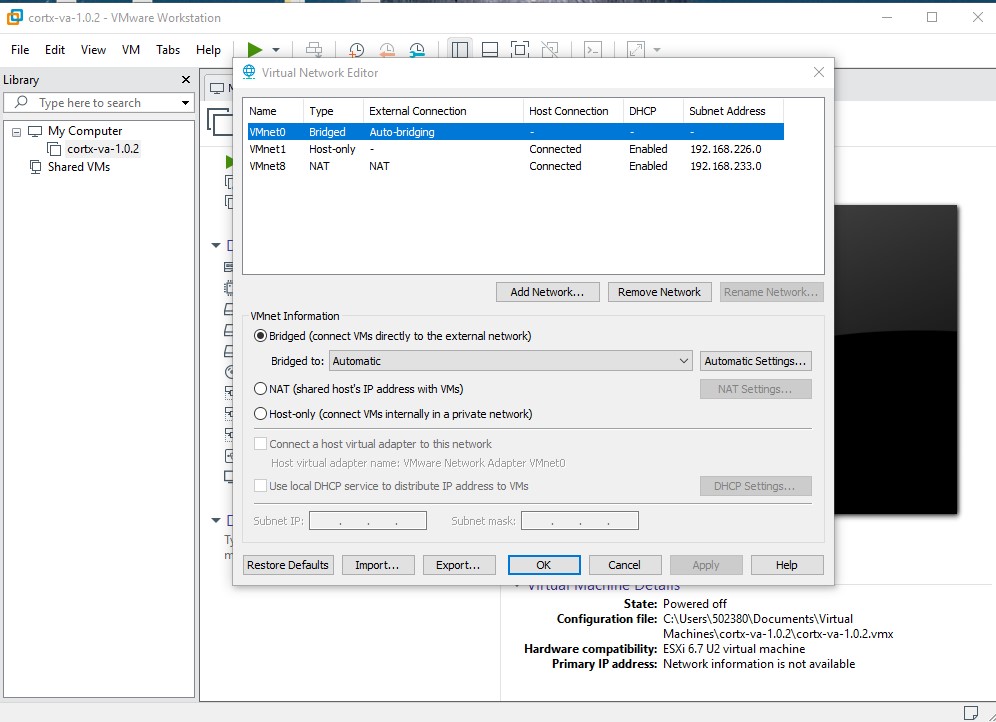 cortx-va-1.0.2 - VMware Workstation
File Edit View VM Tabs Help
Library
Type here to search
My Computer
cortx-va-1.0.2
Shared VMs
Virtual Network Editor
Name Type External Connection Host Connection DHCP Subnet Address
VMnet0 Bridged Auto-bridging - - -
VMnet1 Host-only - Connected Enabled 192.168.226.0
VMnet8 NAT NAT Connected Enabled 192.168.233.0
Add Network... Remove Network Rename Network...
VMnet Information
Bridged (connect VMs directly to the external network)
Bridged to: Automatic Automatic Settings...
NAT (shared host's IP address with VMs) NAT Settings...
Host-only (connect VMs internally in a private network)
Connect a host virtual adapter to this network
Host virtual adapter name: VMware Network Adapter VMnet0
Use local DHCP service to distribute IP address to VMs DHCP Settings...
Subnet IP: . . . Subnet mask: . . .
Restore Defaults Import... Export... OK Cancel Apply Help
Virtual Machine Details
State: Powered off
Configuration file: C:\Users\502380\Documents\Virtual
Machines\cortx-va-1.0.2\cortx-va-1.0.2.vmx
Hardware compatibility: ESXi 6.7 U2 virtual machine
Primary IP address: Network information is not available